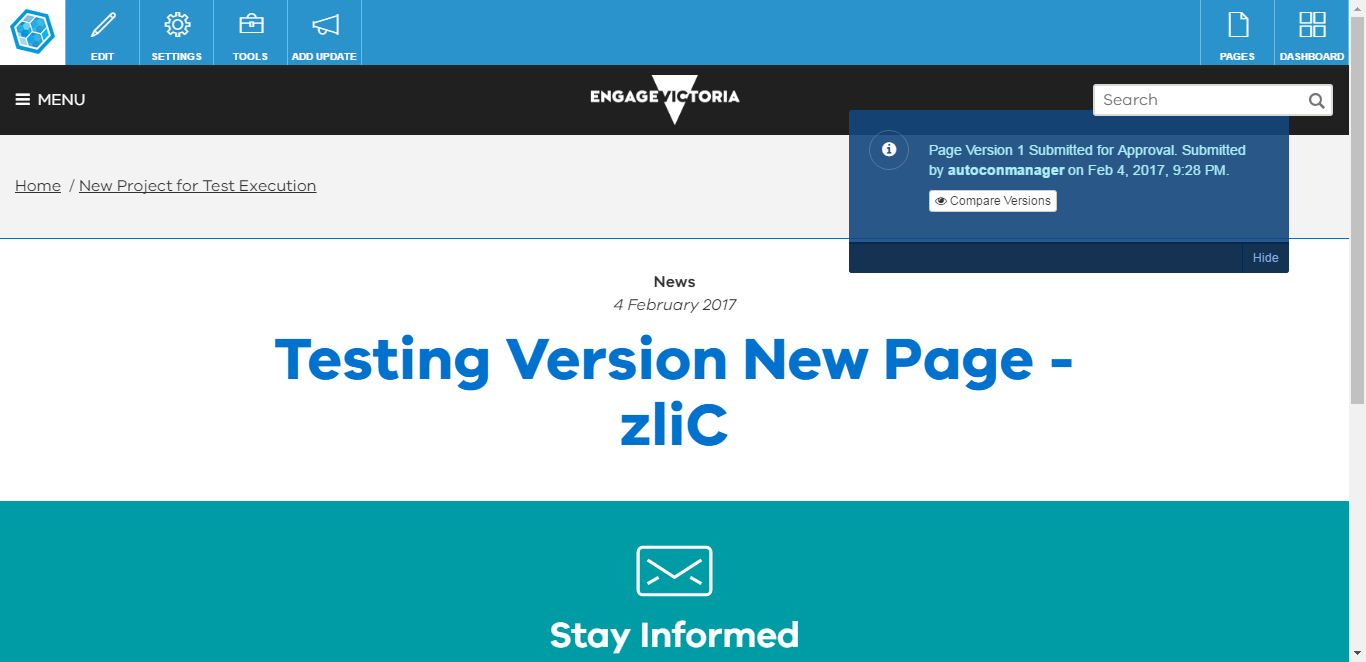 EDIT
SETTINGS
TOOLS
ADD UPDATE
PAGES
DASHBOARD
MENU
ENGAGEVICTORIA
Search
Page Version 1 Submitted for Approval. Submitted
by autoconmanager on Feb 4, 2017, 9:28 PM.
Compare Versions
Hide
Home / New Project for Test Execution
News
4 February 2017
Testing Version New Page -
zliC
Stay Informed